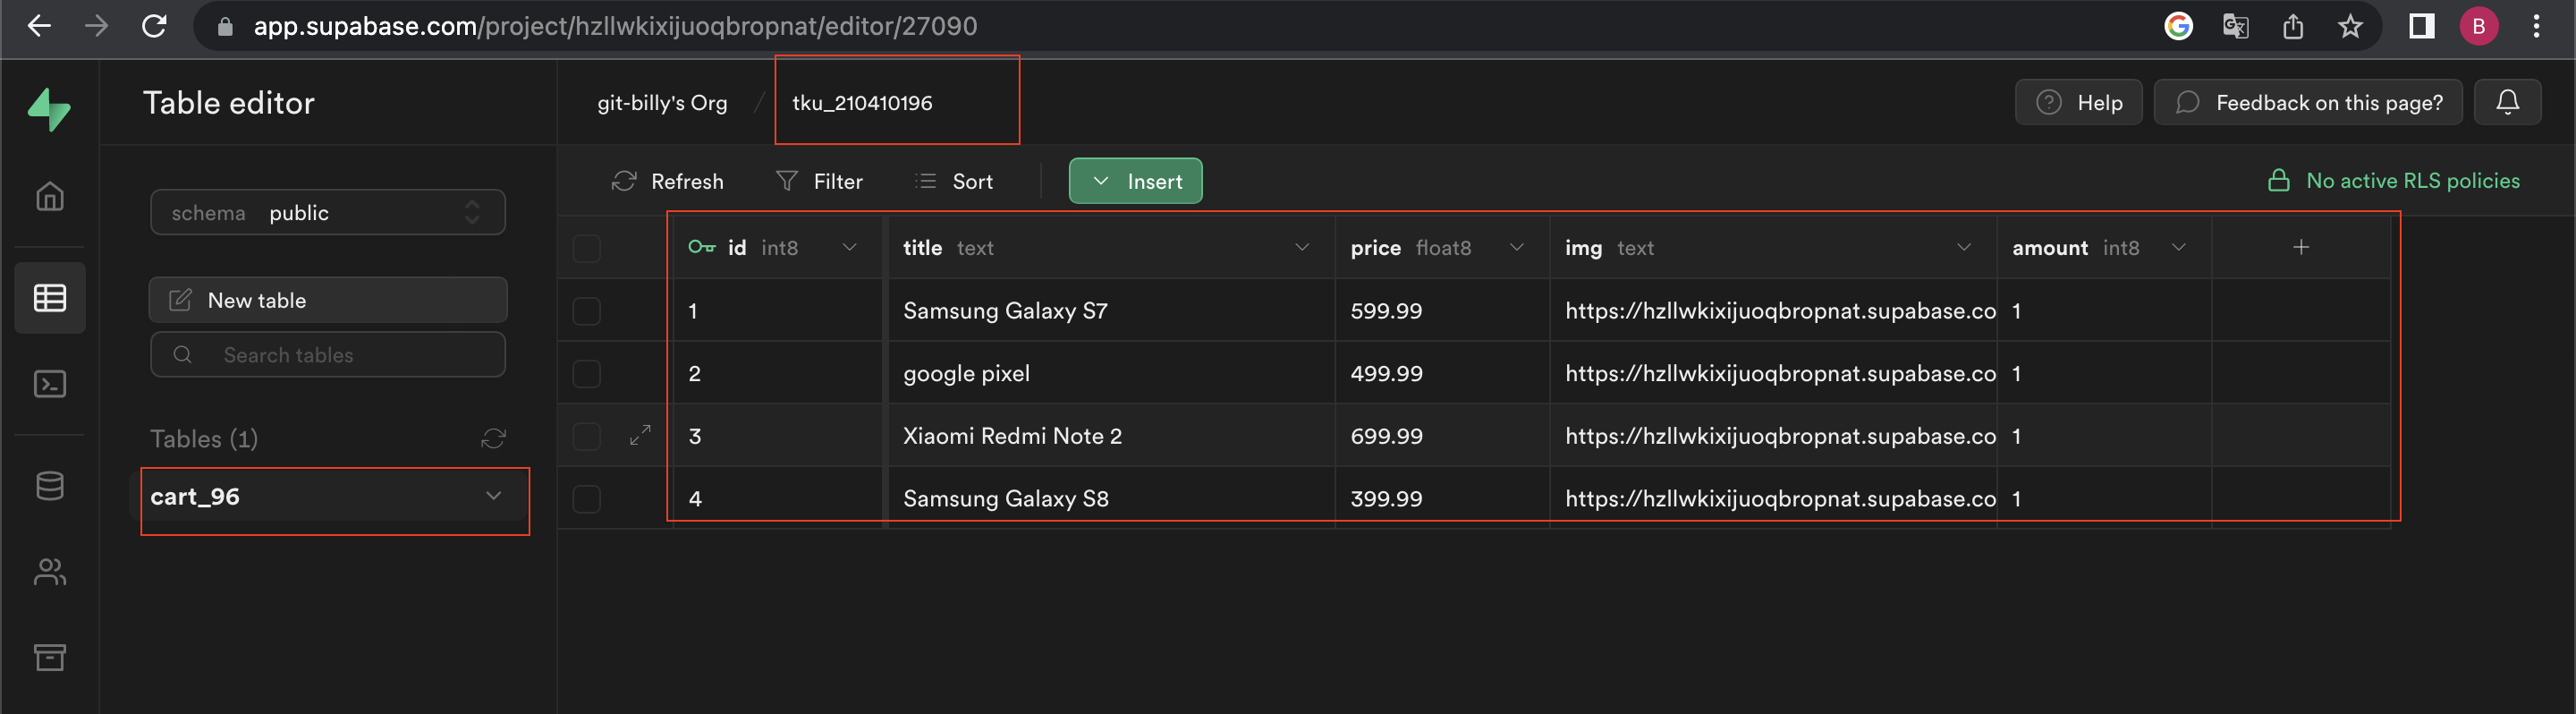 app.supabase.com/project/hzllwkixijuoqbropnat/editor/27090
B
Table editor
git-billy's Org / tku_210410196
Help
Feedback on this page?
schema public
New table
Search tables
Tables (1)
cart_96
Refresh Filter Sort Insert
No active RLS policies
id int8 title text price float8 img text amount int8 +
1 Samsung Galaxy S7 599.99 https://hzllwkixijuoqbropnat.supabase.co 1
2 google pixel 499.99 https://hzllwkixijuoqbropnat.supabase.co 1
3 Xiaomi Redmi Note 2 699.99 https://hzllwkixijuoqbropnat.supabase.co 1
4 Samsung Galaxy S8 399.99 https://hzllwkixijuoqbropnat.supabase.co 1